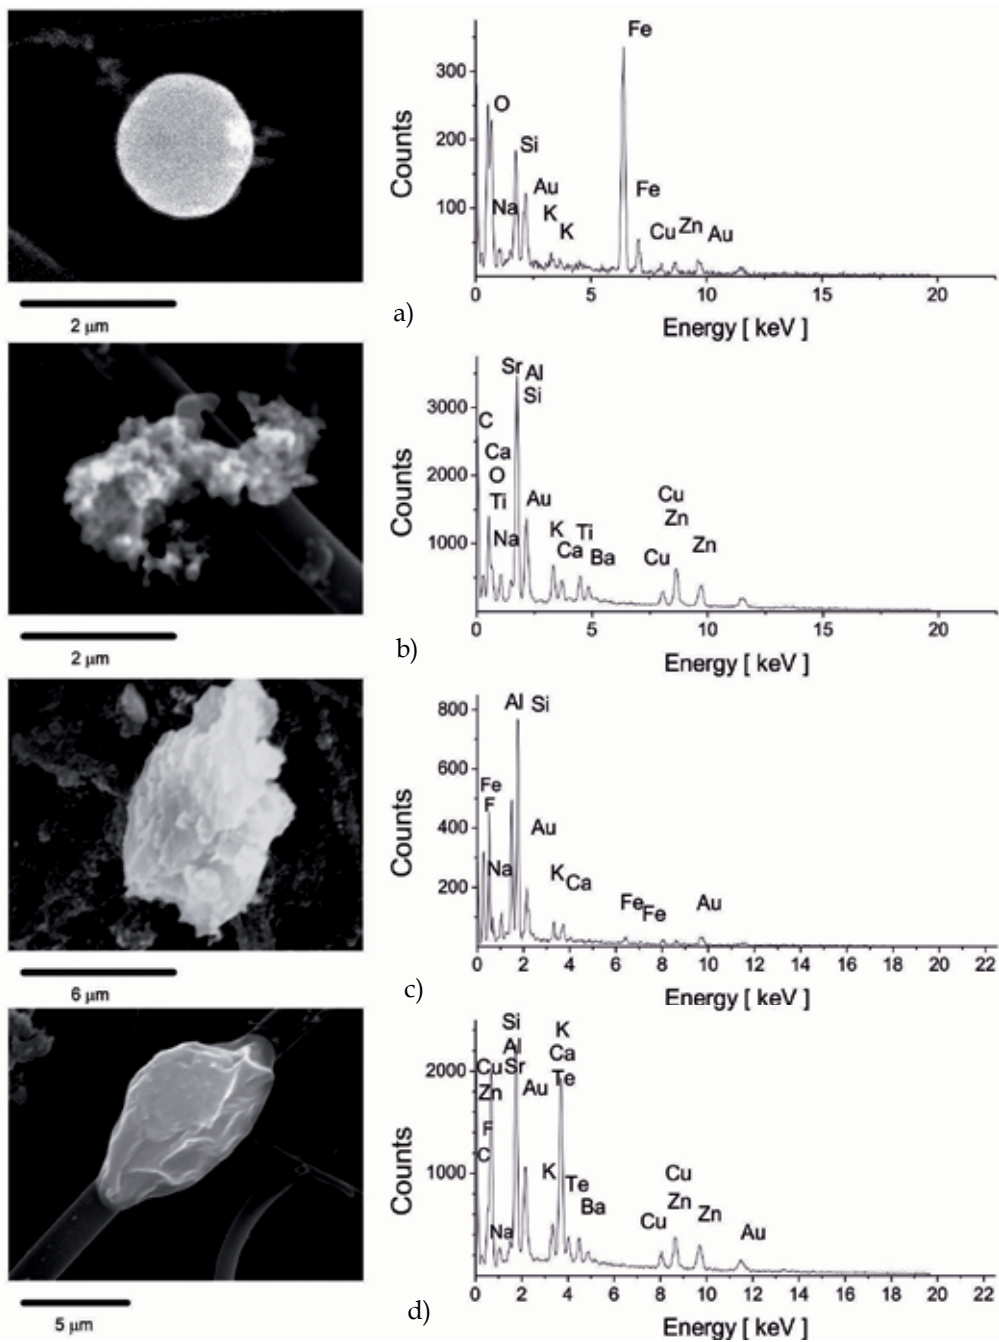 Fe
300
O
Si
200
Counts
Au
Na
Fe
K
K
100
Cu Zn Au
0 5 10 15 20
2 μm
a)
Energy [ keV ]
Sr Al
Si
3000
C
Ca
O
Ti
2000
Counts
Au
Cu
Zn
Na
K
Ti
Ca
Ba
Cu
Zn
1000
0 5 10 15 20
2 μm
b)
Energy [ keV ]
800
Al Si
600
Fe
F
Counts
400
Au
Na
K
Ca
200
Fe Fe
Au
0 2 4 6 8 10 12 14 16 18 20 22
6 μm
c)
Energy [ keV ]
Si
K
Al
Ca
2000
Cu
Sr
Te
Zn
Au
F
C
Counts
1000
K
Te
Ba
Cu
Zn
Na
Cu
Zn
Au
0 2 4 6 8 10 12 14 16 18 20 22
5 μm
d)
Energy [ keV ]